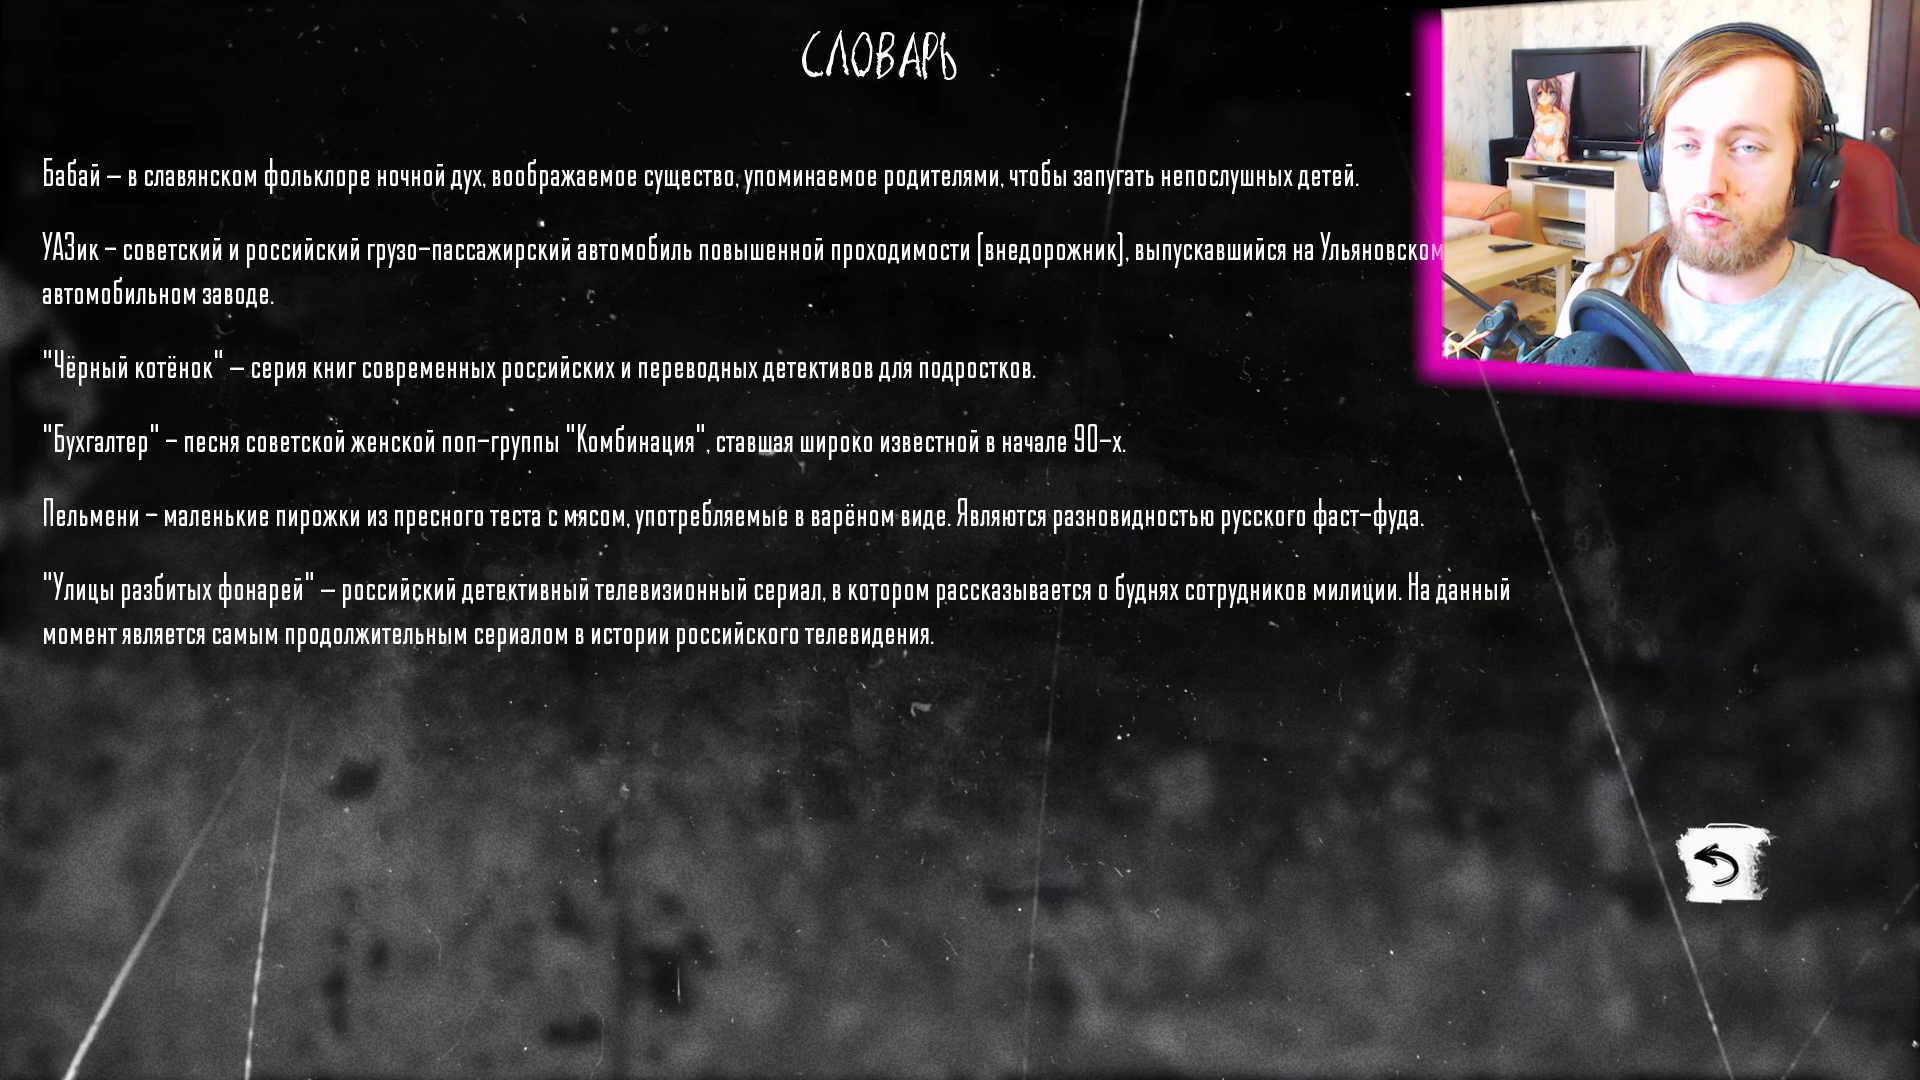 СЛОВАРЬ
Бабай – в славянском фольклоре ночной дух, воображаемое существо, упоминаемое родителями, чтобы запугать непослушных детей.
УАЗик – советский и российский грузо-пассажирский автомобиль повышенной проходимости (внедорожник), выпускавшийся на Ульяновском
автомобильном заводе.
"Чёрный котёнок" – серия книг современных российских и переводных детективов для подростков.
"Бухгалтер" – песня советской женской поп-группы "Комбинация", ставшая широко известной в начале 90-х.
Пельмени – маленькие пирожки из пресного теста с мясом, употребляемые в варёном виде. Являются разновидностью русского фаст-фуда.
"Улицы разбитых фонарей" – российский детективный телевизионный сериал, в котором рассказывается о буднях сотрудников милиции. На данный
момент является самым продолжительным сериалом в истории российского телевидения.